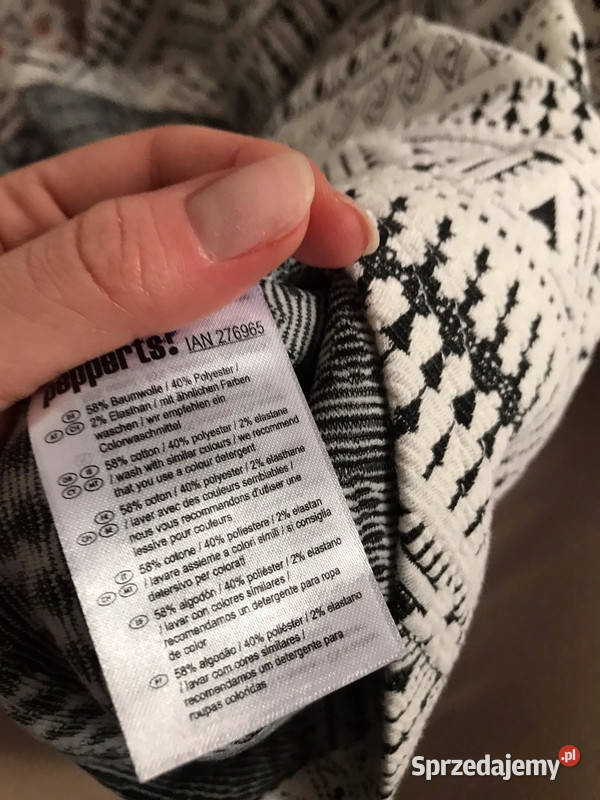 pepperts! IAN 276965
DE AT CH 58% Baumwolle / 40% Polyester /
2% Elasthan / mit ähnlichen Farben
waschen / wir empfehlen ein
Colorwaschmittel
58% cotton / 40% polyester / 2% elastane
/ wash with similar colours / we recommend
that you use a colour detergent
58% coton / 40% polyester / 2% élasthanne
/ laver avec des couleurs semblables /
nous vous recommandons d'utiliser une
lessive pour couleurs
58% cotone / 40% poliestere / 2% elastan
/ lavare assieme a colori simili / si consiglia
detersivo per colorati
58% algodón / 40% poliéster / 2% elastano
/ lavar con colores similares /
recomendamos un detergente para ropa
de color
PT 58% algodão / 40% poliéster / 2% elastano
/ lavar com cores similares /
recomendamos um detergente para
roupas coloridas
Sprzedajemy.pl